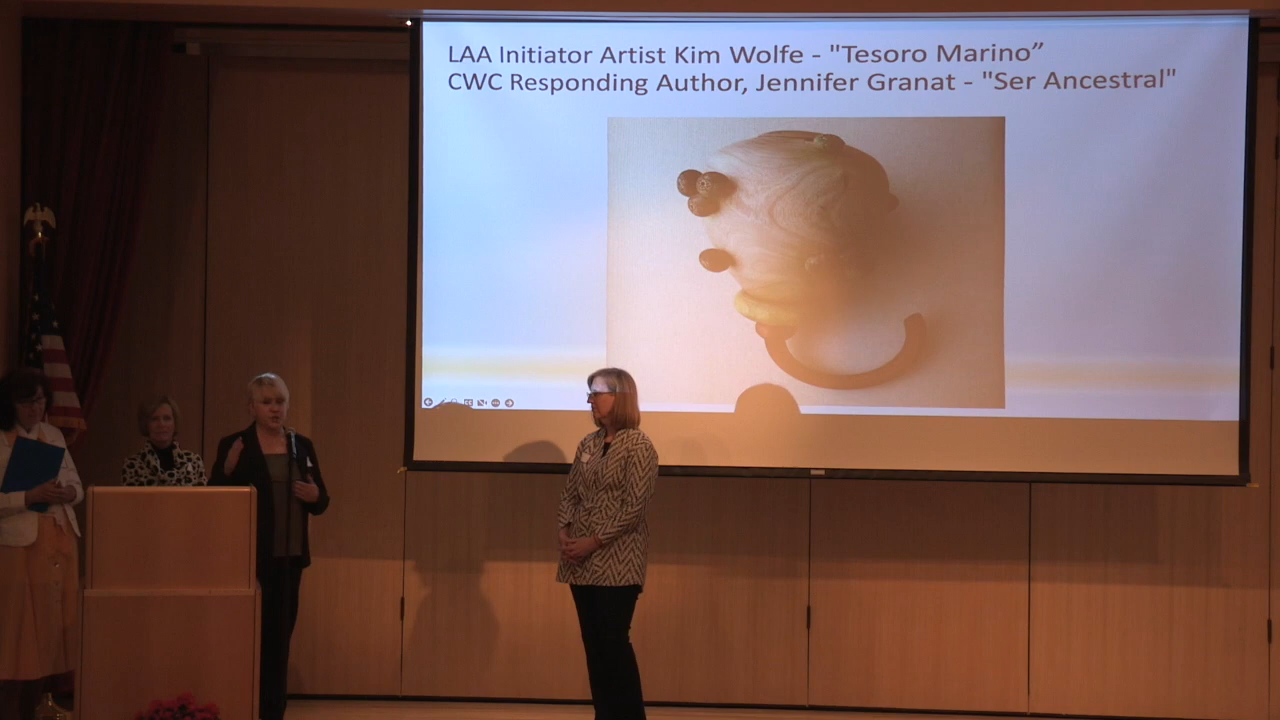 LAA Initiator Artist Kim Wolfe - "Tesoro Marino”
CWC Responding Author, Jennifer Granat - "Ser Ancestral"